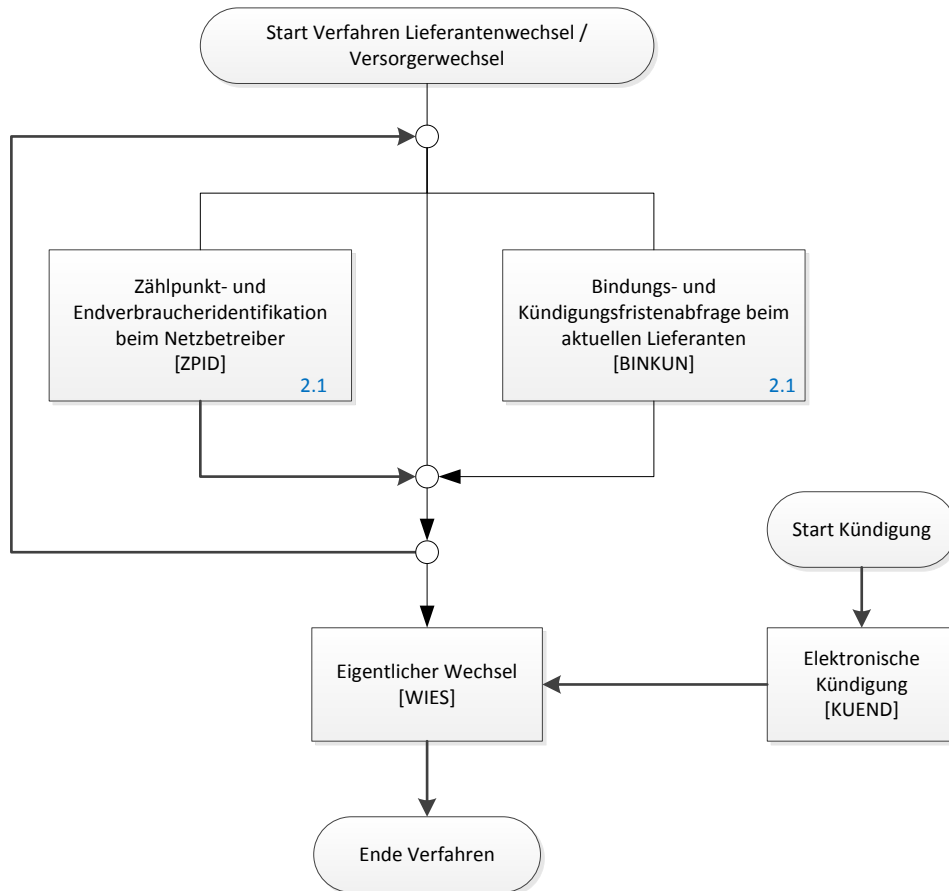 Start Verfahren Lieferantenwechsel /
Versorgerwechsel
Zählpunkt- und
Endverbraucheridentifikation
beim Netzbetreiber
[ZPID]
2.1
Bindungs- und
Kündigungsfristenabfrage beim
aktuellen Lieferanten
[BINKUN]
2.1
Start Kündigung
Eigentlicher Wechsel
[WIES]
Elektronische
Kündigung
[KUEND]
Ende Verfahren